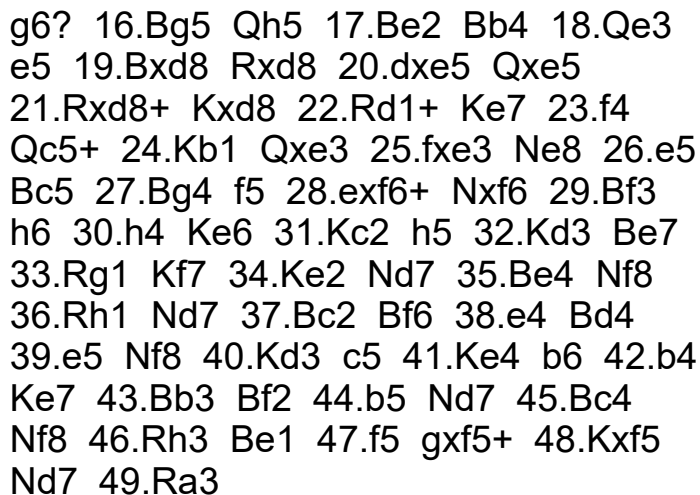 g6? 16.Bg5 Qh5 17.Be2 Bb4 18.Qe3
e5 19.Bxd8 Rxd8 20.dxe5 Qxe5
21.Rxd8+ Kxd8 22.Rd1+ Ke7 23.f4
Qc5+ 24.Kb1 Qxe3 25.fxe3 Ne8 26.e5
Bc5 27.Bg4 f5 28.exf6+ Nxf6 29.Bf3
h6 30.h4 Ke6 31.Kc2 h5 32.Kd3 Be7
33.Rg1 Kf7 34.Ke2 Nd7 35.Be4 Nf8
36.Rh1 Nd7 37.Bc2 Bf6 38.e4 Bd4
39.e5 Nf8 40.Kd3 c5 41.Ke4 b6 42.b4
Ke7 43.Bb3 Bf2 44.b5 Nd7 45.Bc4
Nf8 46.Rh3 Be1 47.f5 gxf5+ 48.Kxf5
Nd7 49.Ra3